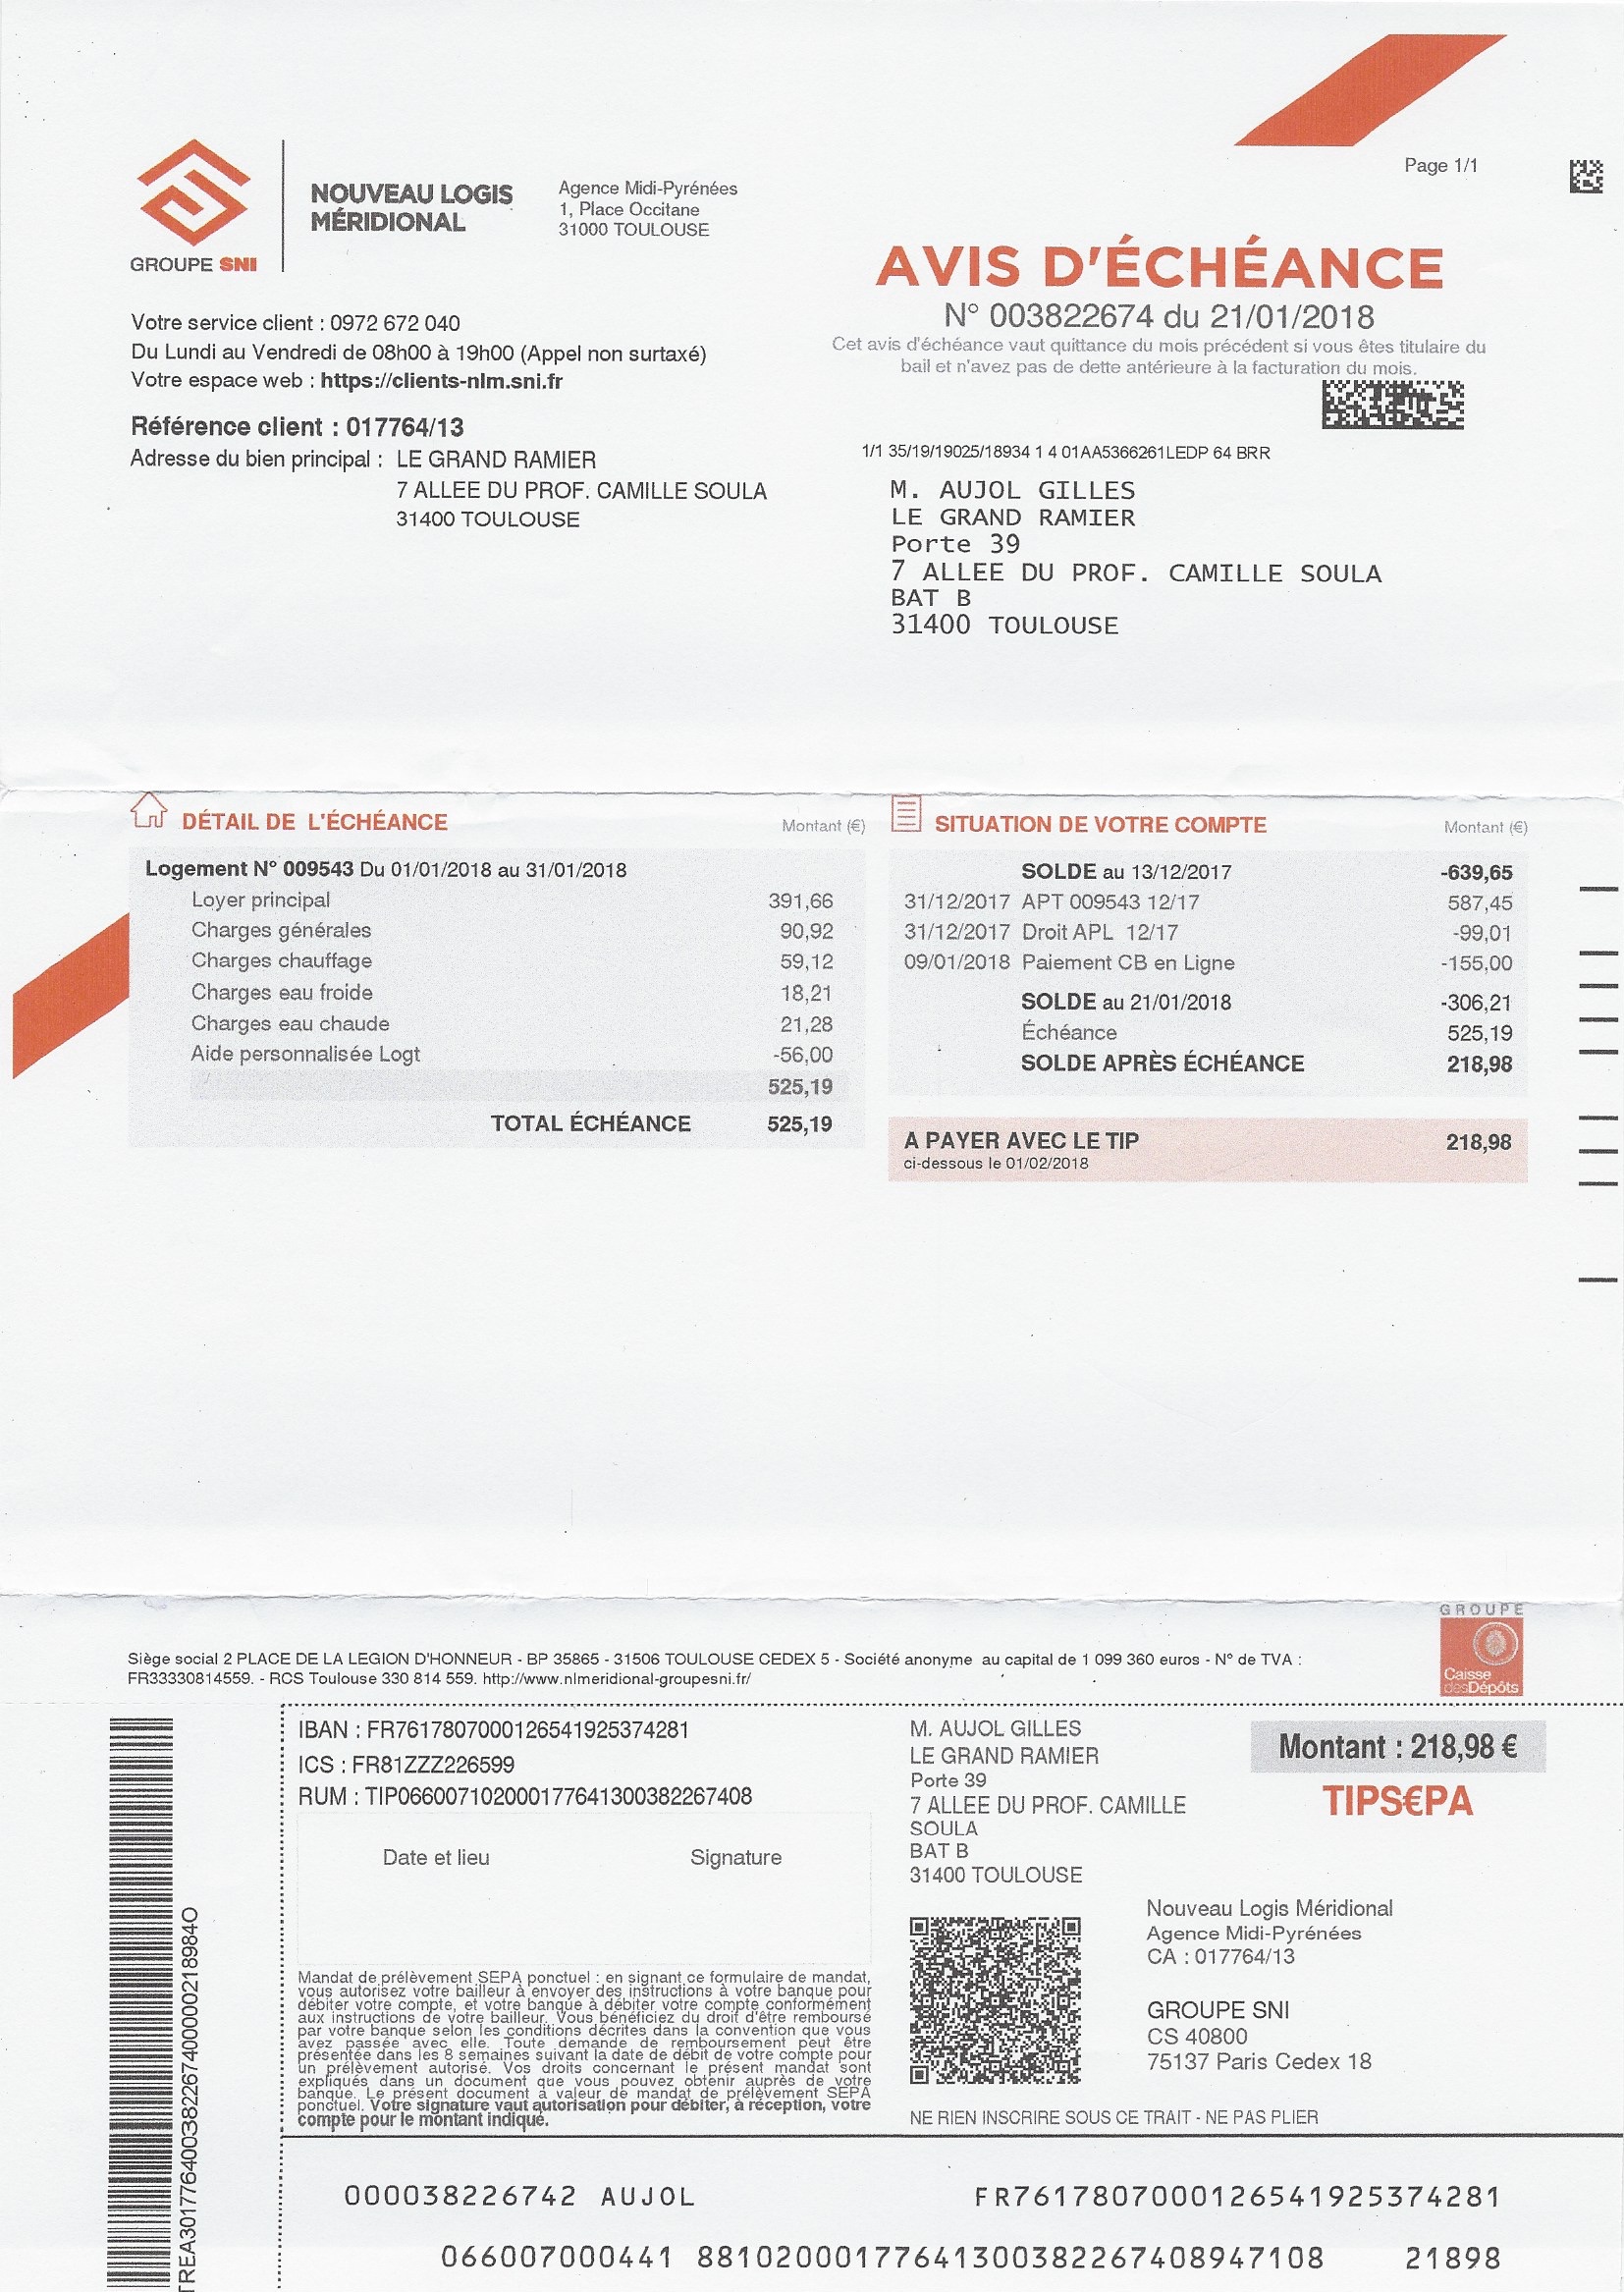 Page 1/1
GROUPE SNI
NOUVEAU LOGIS
MÉRIDIONAL
Agence Midi-Pyrénées
1, Place Occitane
31000 TOULOUSE
AVIS D'ÉCHÉANCE
N° 003822674 du 21/01/2018
Cet avis d'échéance vaut quittance du mois précédent si vous êtes titulaire du
bail et n'avez pas de dette antérieure à la facturation du mois.
Votre service client : 0972 672 040
Du Lundi au Vendredi de 08h00 à 19h00 (Appel non surtaxé)
Votre espace web : https://clients-nlm.sni.fr
Référence client : 017764/13
Adresse du bien principal : LE GRAND RAMIER
7 ALLEE DU PROF. CAMILLE SOULA
31400 TOULOUSE
1/1 35/19/19025/18934 1 4 01AA5366261LEDP 64 BRR
M. AUJOL GILLES
LE GRAND RAMIER
Porte 39
7 ALLEE DU PROF. CAMILLE SOULA
BAT B
31400 TOULOUSE
DÉTAIL DE L'ÉCHÉANCE Montant (€)
Logement N° 009543 Du 01/01/2018 au 31/01/2018
Loyer principal 391,66
Charges générales 90,92
Charges chauffage 59,12
Charges eau froide 18,21
Charges eau chaude 21,28
Aide personnalisée Logt -56,00
525,19
TOTAL ÉCHÉANCE 525,19
SITUATION DE VOTRE COMPTE Montant (€)
SOLDE au 13/12/2017 -639,65
31/12/2017 APT 009543 12/17 587,45
31/12/2017 Droit APL 12/17 -99,01
09/01/2018 Paiement CB en Ligne -155,00
SOLDE au 21/01/2018 -306,21
Échéance 525,19
SOLDE APRÈS ÉCHÉANCE 218,98
A PAYER AVEC LE TIP 218,98
ci-dessous le 01/02/2018
GROUPE
Caisse
desDépôts
Siège social 2 PLACE DE LA LEGION D'HONNEUR - BP 35865 - 31506 TOULOUSE CEDEX 5 - Société anonyme au capital de 1 099 360 euros - N° de TVA :
FR33330814559. - RCS Toulouse 330 814 559. http://www.nlmeridional-groupesni.fr/
TREA301776400382267400000218984O
IBAN : FR7617807000126541925374281
ICS : FR81ZZZ226599
RUM : TIP066007102000177641300382267408
Date et lieu Signature
Mandat de prélèvement SEPA ponctuel : en signant ce formulaire de mandat,
vous autorisez votre bailleur à envoyer des instructions à votre banque pour
débiter votre compte, et votre banque à débiter votre compte conformément
aux instructions de votre bailleur. Vous bénéficiez du droit d'être remboursé
par votre banque selon les conditions décrites dans la convention que vous
avez passée avec elle. Toute demande de remboursement peut être
présentée dans les 8 semaines suivant la date de débit de votre compte pour
un prélèvement autorisé. Vos droits concernant le présent mandat sont
expliqués dans un document que vous pouvez obtenir auprès de votre
banque. Le présent document a valeur de mandat de prélèvement SEPA
ponctuel. Votre signature vaut autorisation pour débiter, à réception, votre
compte pour le montant indiqué.
M. AUJOL GILLES
LE GRAND RAMIER
Porte 39
7 ALLEE DU PROF. CAMILLE
SOULA
BAT B
31400 TOULOUSE
Montant : 218,98 €
TIPS€PA
Nouveau Logis Méridional
Agence Midi-Pyrénées
CA : 017764/13
GROUPE SNI
CS 40800
75137 Paris Cedex 18
NE RIEN INSCRIRE SOUS CE TRAIT - NE PAS PLIER
000038226742 AUJOL FR7617807000126541925374281
066007000441 88102000177641300382267408947108 21898